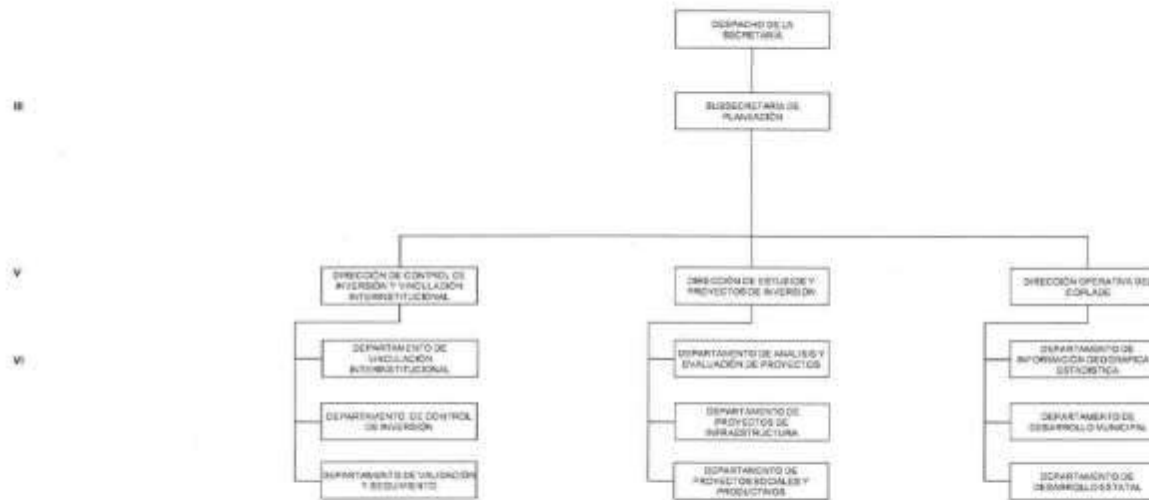 DESPACHO DE LA
SECRETARÍA
III
SUBSECRETARÍA DE
PLANEACIÓN
V
DIRECCIÓN DE CONTROL DE
INVERSIÓN Y VINCULACIÓN
INTERINSTITUCIONAL
DIRECCIÓN DE ESTUDIOS Y
PROYECTOS DE INVERSIÓN
DIRECCIÓN OPERATIVA DEL
COPLADE
VI
DEPARTAMENTO DE
VINCULACIÓN
INTERINSTITUCIONAL
DEPARTAMENTO DE ANÁLISIS Y
EVALUACIÓN DE PROYECTOS
DEPARTAMENTO DE
INFORMACIÓN GEOGRÁFICA
ESTADÍSTICA
DEPARTAMENTO DE CONTROL
DE INVERSIÓN
DEPARTAMENTO DE
PROYECTOS DE
INFRAESTRUCTURA
DEPARTAMENTO DE
DESARROLLO MUNICIPAL
DEPARTAMENTO DE VALIDACIÓN
Y SEGUIMIENTO
DEPARTAMENTO DE
PROYECTOS SOCIALES Y
PRODUCTIVOS
DEPARTAMENTO DE
DESARROLLO ESTATAL